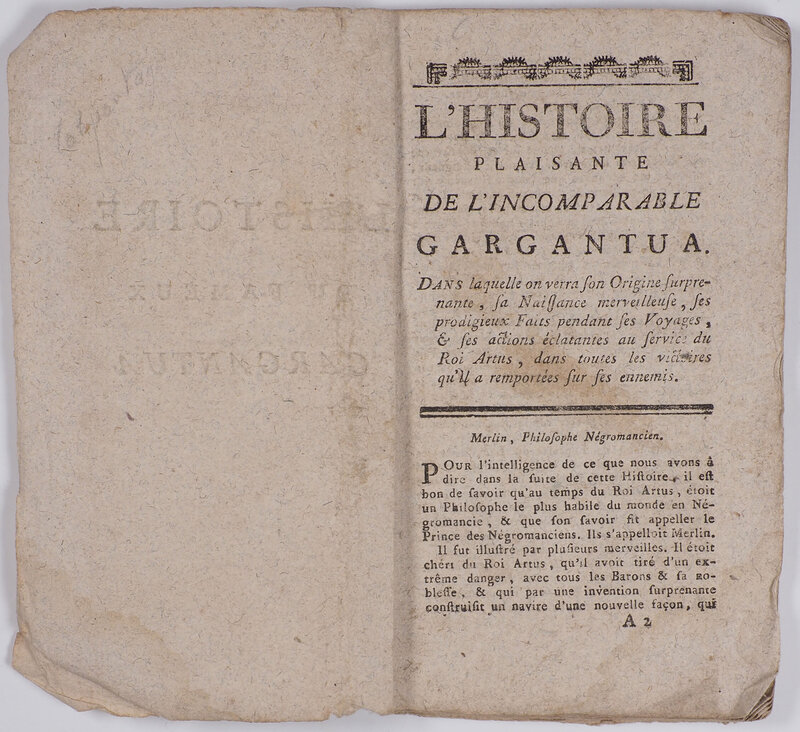 L'HISTOIRE
PLAISANTE
DE L'INCOMPARABLE
GARGANTUA.
DANS laquelle on verra ſon Origine ſurpre-
nante, ſa Naiſſance merveilleuſe, ſes
prodigieux Faits pendant ſes Voyages,
& ſes actions éclatantes au ſervice du
Roi Artus, dans toutes les victoires
qu'il a remportées ſur ſes ennemis.
Merlin, Philoſophe Négromancien.
POUR l'intelligence de ce que nous avons à
dire dans la ſuite de cette Hiſtoire, il eſt
bon de ſavoir qu'au temps du Roi Artus, étoit
un Philoſophe le plus habile du monde en Né-
gromancie, & que ſon ſavoir fit appeller le
Prince des Négromanciens. Ils s'appelloit Merlin.
Il fut illuſtré par pluſieurs merveilles. Il étoit
chéri du Roi Artus, qu'il avoit tiré d'un ex-
trême danger, avec tous les Barons & ſa no-
bleſſe, & qui par une invention ſurprenante
conſtruiſit un navire d'une nouvelle façon, qui
A 2